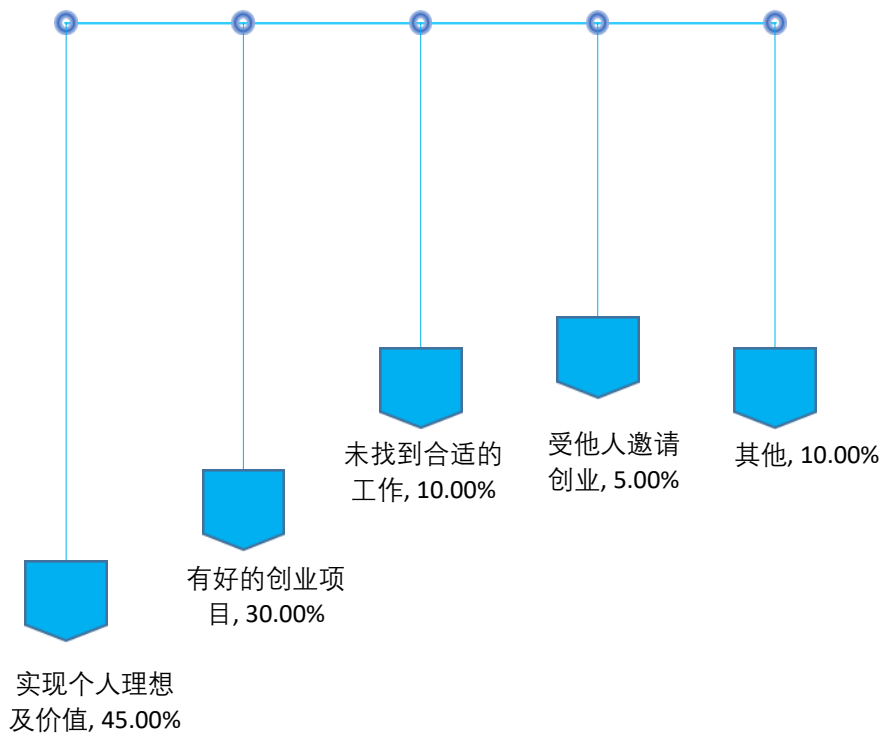 实现个人理想
及价值, 45.00%
有好的创业项
目, 30.00%
未找到合适的
工作, 10.00%
受他人邀请
创业, 5.00%
其他, 10.00%